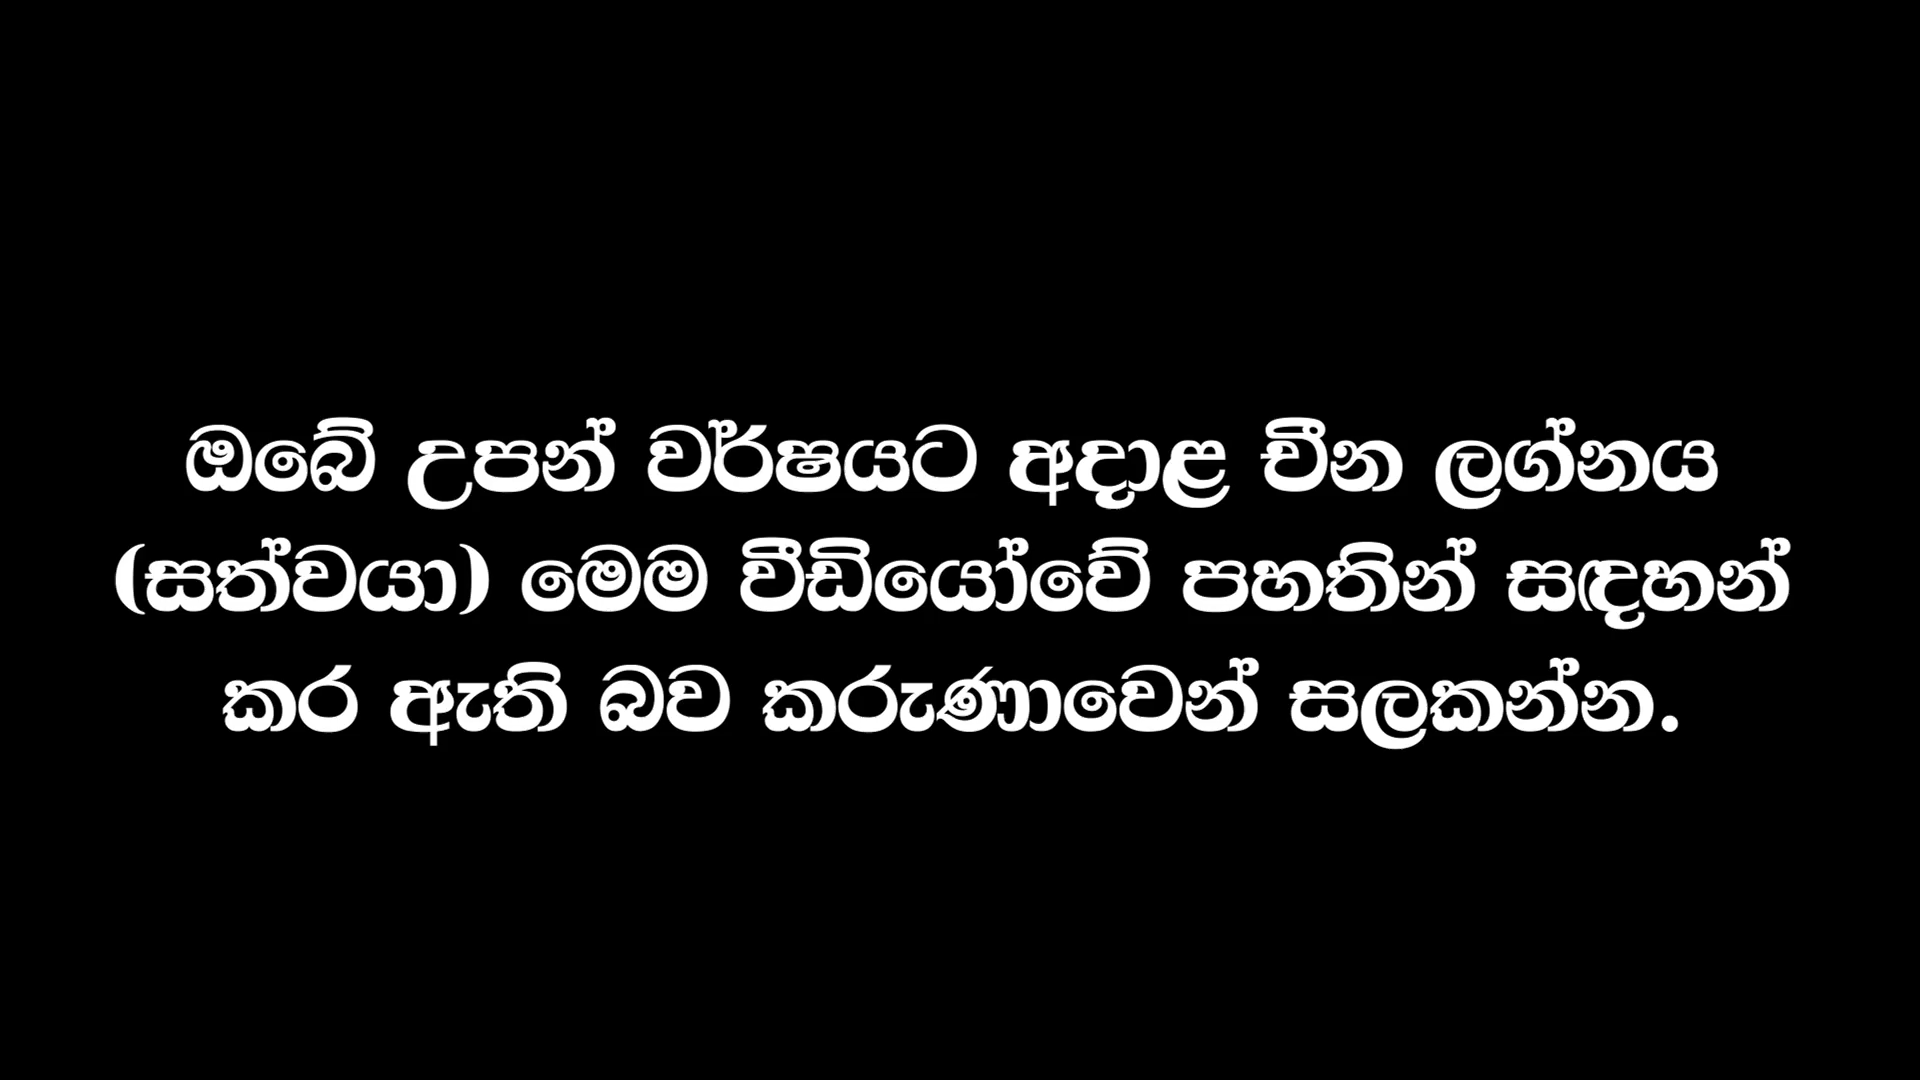 ඔබේ උපන් වර්ෂයට අදාළ චීන ලග්නය
(සත්වයා) මෙම වීඩියෝවේ පහතින් සඳහන්
කර ඇති බව කරුණාවෙන් සලකන්න.